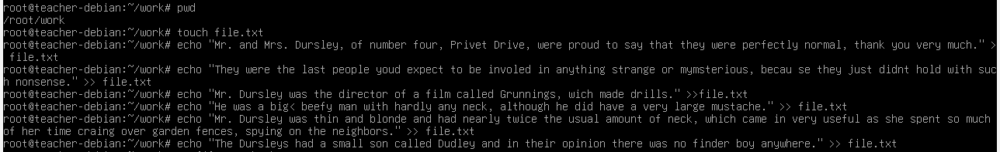 root@teacher-debian:~/work# pwd
/root/work
root@teacher-debian:~/work# touch file.txt
root@teacher-debian:~/work# echo "Mr. and Mrs. Dursley, of number four, Privet Drive, were proud to say that they were perfectly normal, thank you very much." >
 file.txt
root@teacher-debian:~/work# echo "They were the last people youd expect to be involed in anything strange or mymsterious, becau se they just didnt hold with suc
h nonsense." >> file.txt
root@teacher-debian:~/work# echo "Mr. Dursley was the director of a film called Grunnings, wich made drills." >>file.txt
root@teacher-debian:~/work# echo "He was a big< beefy man with hardly any neck, although he did have a very large mustache." >> file.txt
root@teacher-debian:~/work# echo "Mr. Dursley was thin and blonde and had nearly twice the usual amount of neck, which came in very useful as she spent so much
of her time craing over garden fences, spying on the neighbors." >> file.txt
root@teacher-debian:~/work# echo "The Dursleys had a small son called Dudley and in their opinion there was no finder boy anywhere." >> file.txt